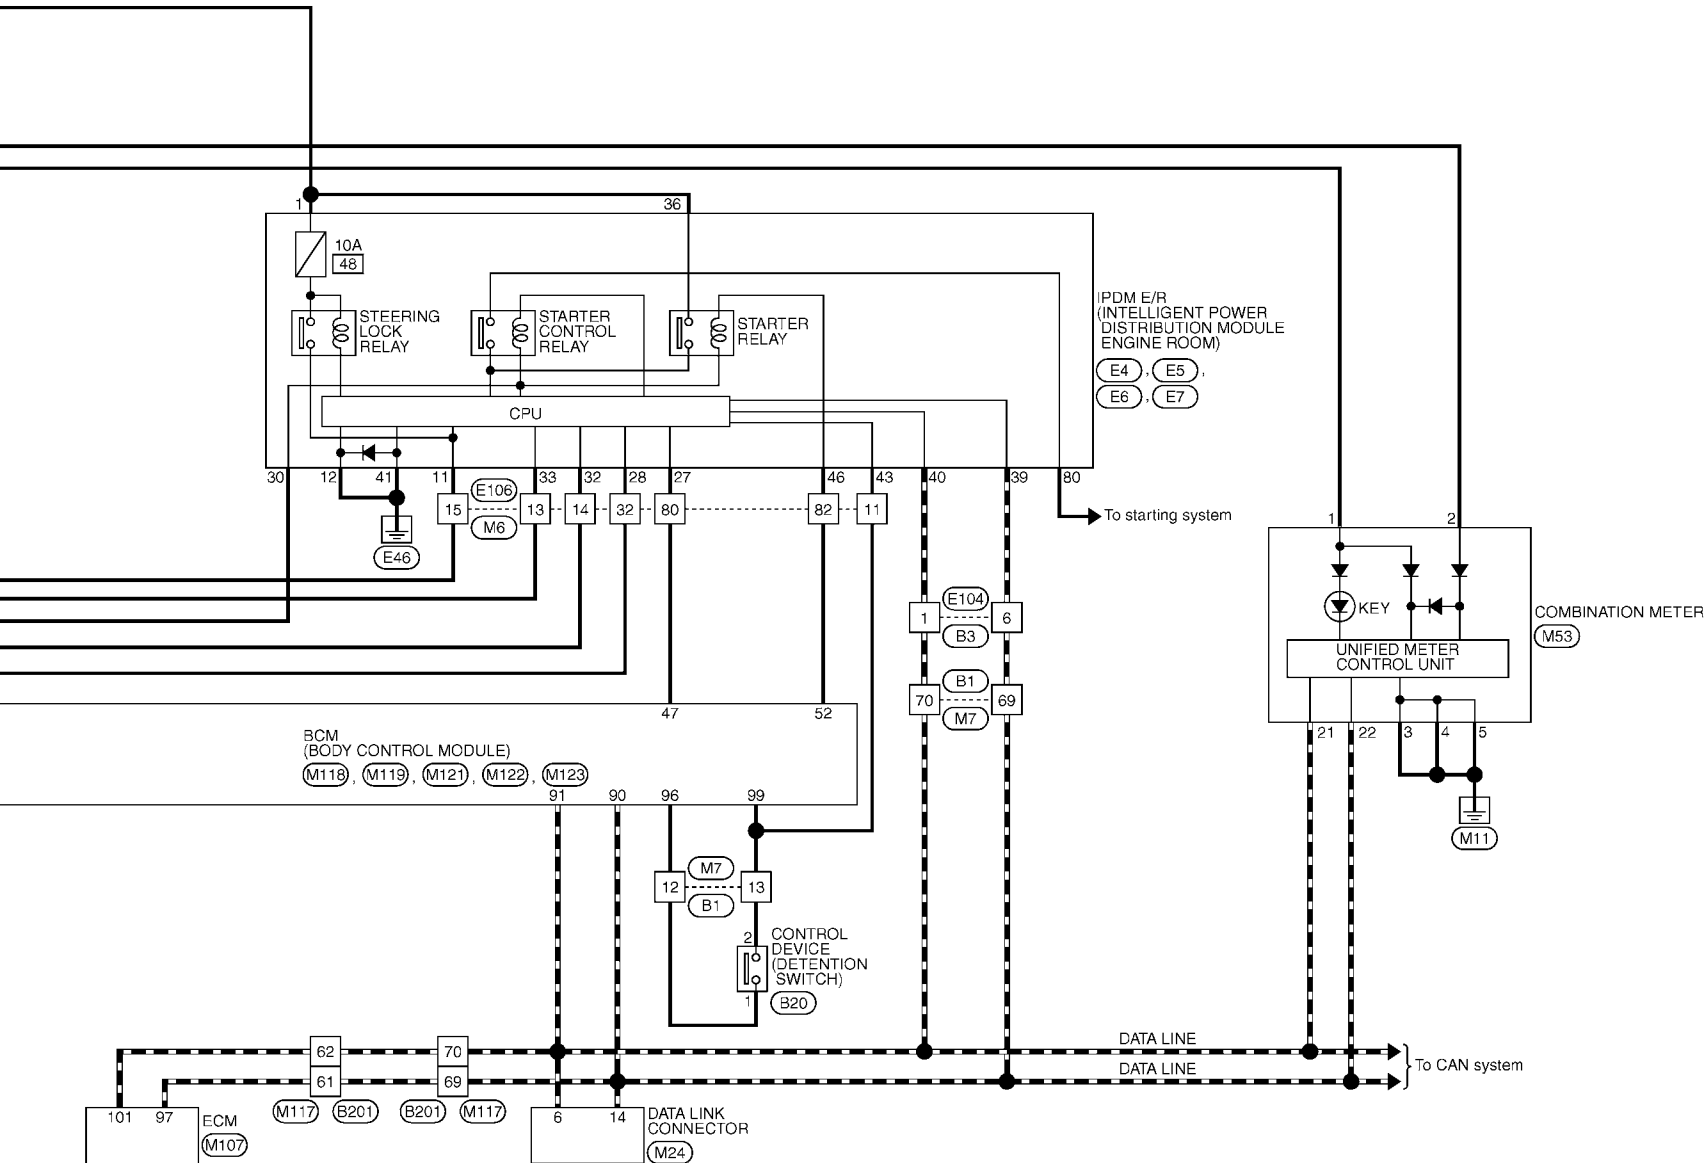 1
36
10A
48
STEERING
LOCK
RELAY
STARTER
CONTROL
RELAY
STARTER
RELAY
IPDM E/R
(INTELLIGENT POWER
DISTRIBUTION MODULE
ENGINE ROOM)
E4 , E5 ,
E6 , E7
CPU
30 12 41 11 33 32 28 27 46 43 40 39 80
E106
15 13 14 32 80 82 11
M6
E46
To starting system
1 2
KEY
UNIFIED METER
CONTROL UNIT
COMBINATION METER
M53
21 22 3 4 5
M11
E104
1 6
B3
B1
70 69
M7
47 52
BCM
(BODY CONTROL MODULE)
M118 , M119 , M121 , M122 , M123
91 90 96 99
M7
12 13
B1
2
CONTROL
DEVICE
(DETENTION
SWITCH)
1
B20
DATA LINE
62 70
DATA LINE
To CAN system
61 69
M117 B201 B201 M117
101 97
ECM
M107
6 14
DATA LINK
CONNECTOR
M24